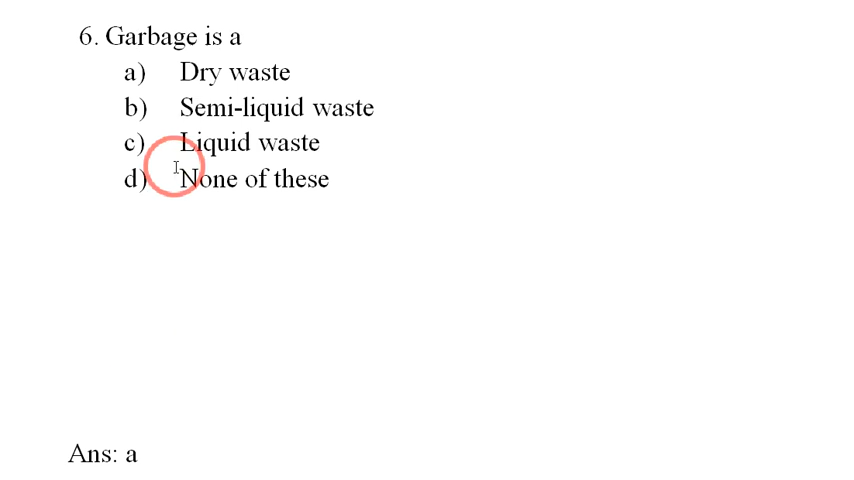 6. Garbage is a
a) Dry waste
b) Semi-liquid waste
c) Liquid waste
d) None of these
Ans: a